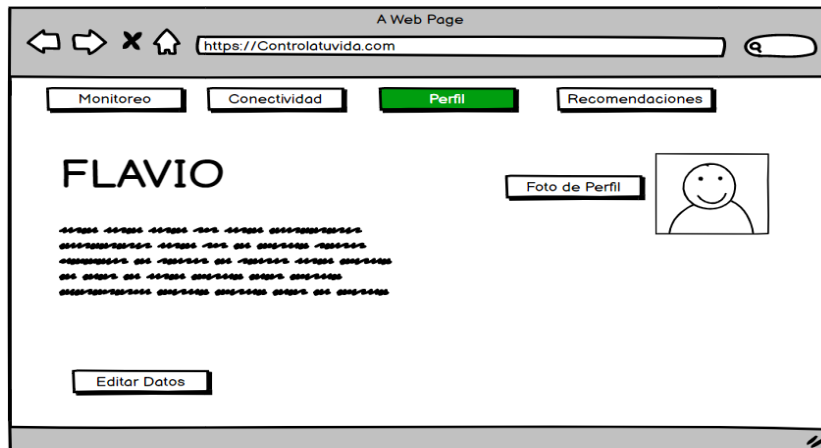 A Web Page
https://Controlatuvida.com
Monitoreo Conectividad Perfil Recomendaciones
FLAVIO
Foto de Perfil
Editar Datos